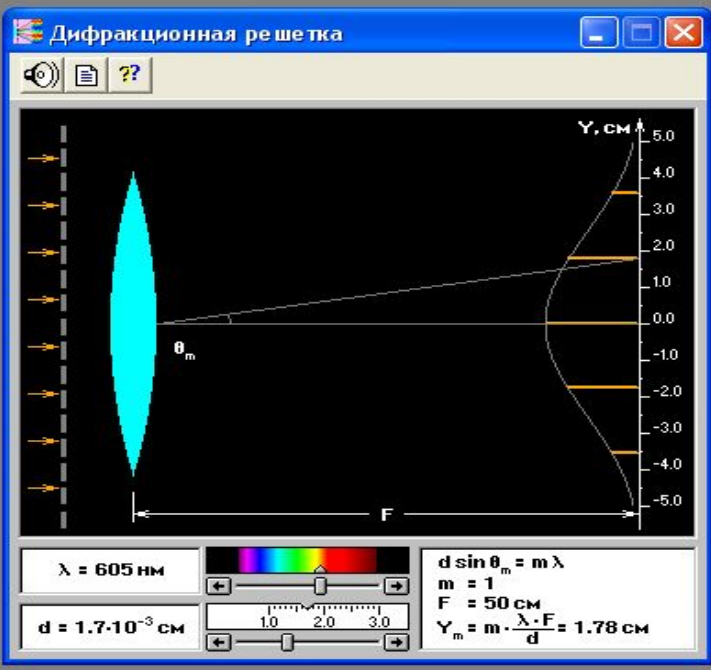 Дифракционная решетка
??
Y, см
5.0
4.0
3.0
2.0
1.0
0.0
-1.0
-2.0
-3.0
-4.0
-5.0
θm
F
λ = 605 нм
d = 1.7·10⁻³ см
1.0 2.0 3.0
d sin θm = m λ
m = 1
F = 50 см
Ym = m · λ · F / d = 1.78 см